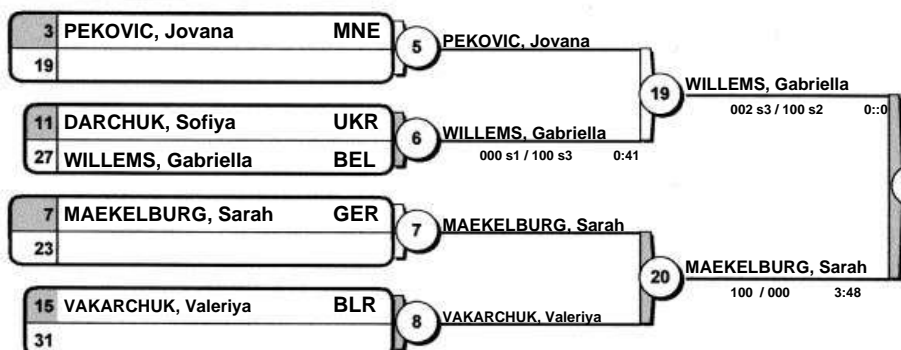 3 PEKOVIC, Jovana MNE
19
5
PEKOVIC, Jovana
11 DARCHUK, Sofiya UKR
27 WILLEMS, Gabriella BEL
6
WILLEMS, Gabriella
000 s1 / 100 s3 0:41
19
WILLEMS, Gabriella
002 s3 / 100 s2 0::0
7 MAEKELBURG, Sarah GER
23
7
MAEKELBURG, Sarah
15 VAKARCHUK, Valeriya BLR
31
8
VAKARCHUK, Valeriya
20
MAEKELBURG, Sarah
100 / 000 3:48